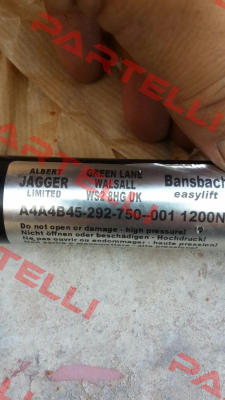 PARTELLI
ALBERT JAGGER LIMITED
GREEN LANE WALSALL WS2 8HG UK
Bansbach easylift
A4A4B45-292-750-001 1200N
Do not open or damage - high pressure!
Nicht öffnen oder beschädigen - Hochdruck!
Ne pas ouvrir ou endommager - haute pression!
PARTELLI